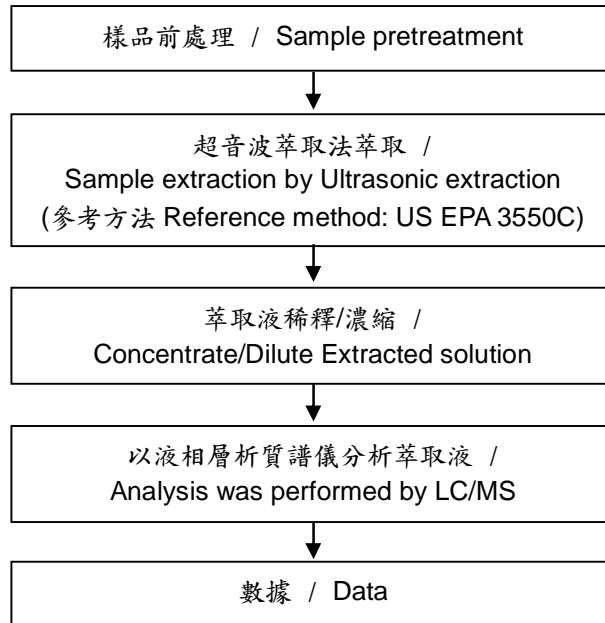 樣品前處理 / Sample pretreatment
超音波萃取法萃取 /
Sample extraction by Ultrasonic extraction
(參考方法 Reference method: US EPA 3550C)
萃取液稀釋/濃縮 /
Concentrate/Dilute Extracted solution
以液相層析質譜儀分析萃取液 /
Analysis was performed by LC/MS
數據 / Data